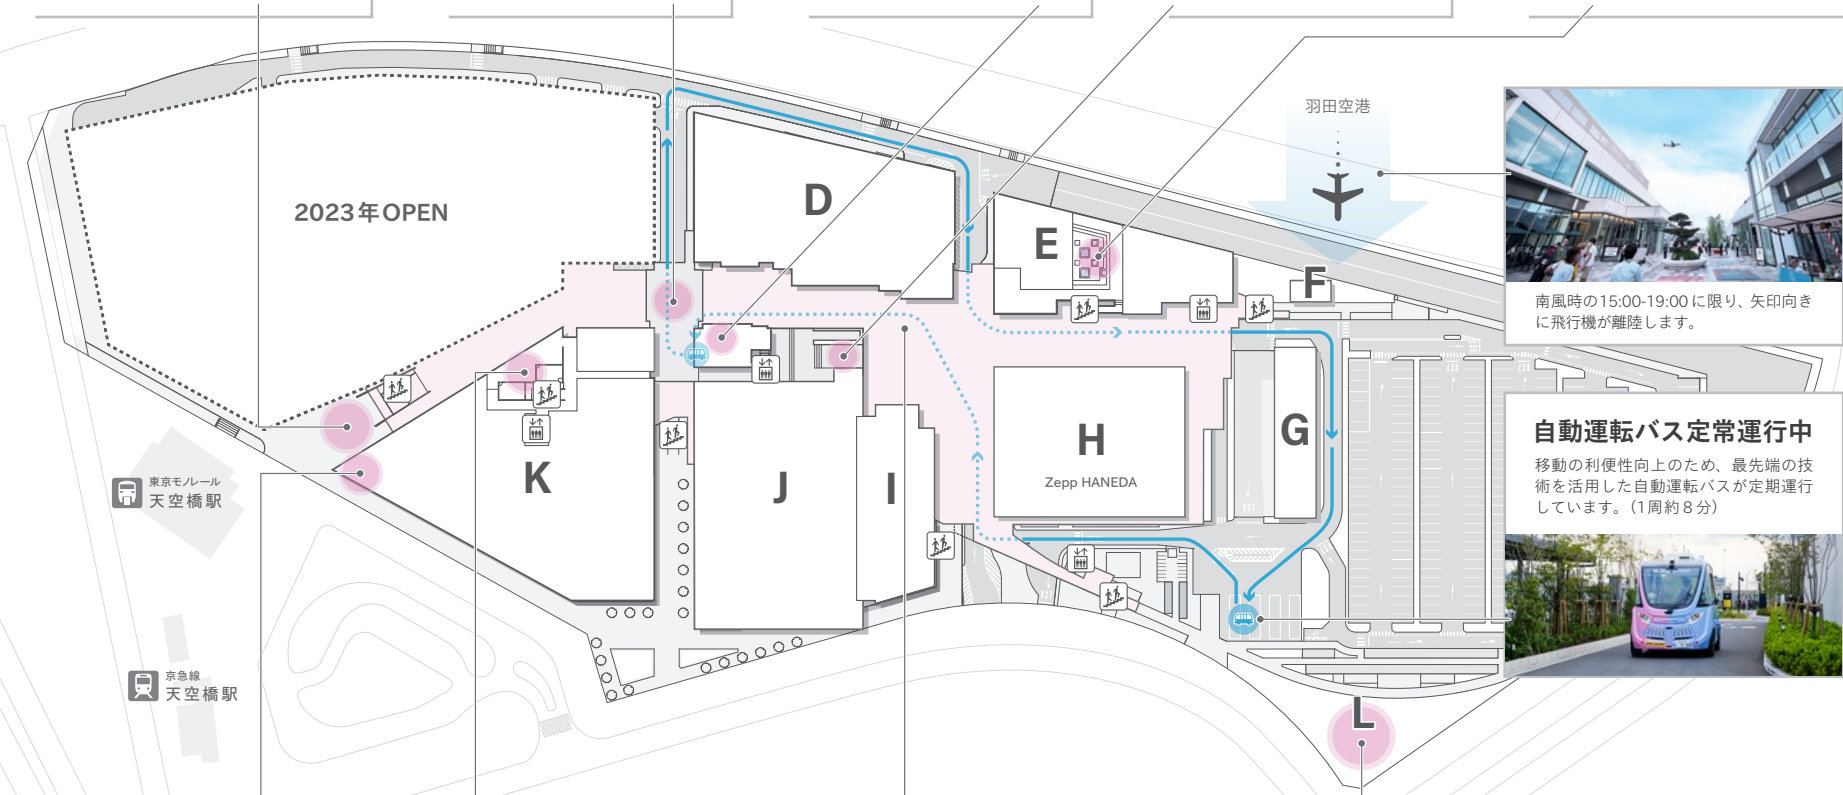 羽田空港
南風時の15:00-19:00に限り、矢印向き
に飛行機が離陸します。
2023年OPEN
D
E
F
自動運転バス定常運行中
移動の利便性向上のため、最先端の技
術を活用した自動運転バスが定期運行
しています。（1周約８分）
G
H
Zepp HANEDA
I
J
K
東京モノレール
天空橋駅
京急線
天空橋駅
L